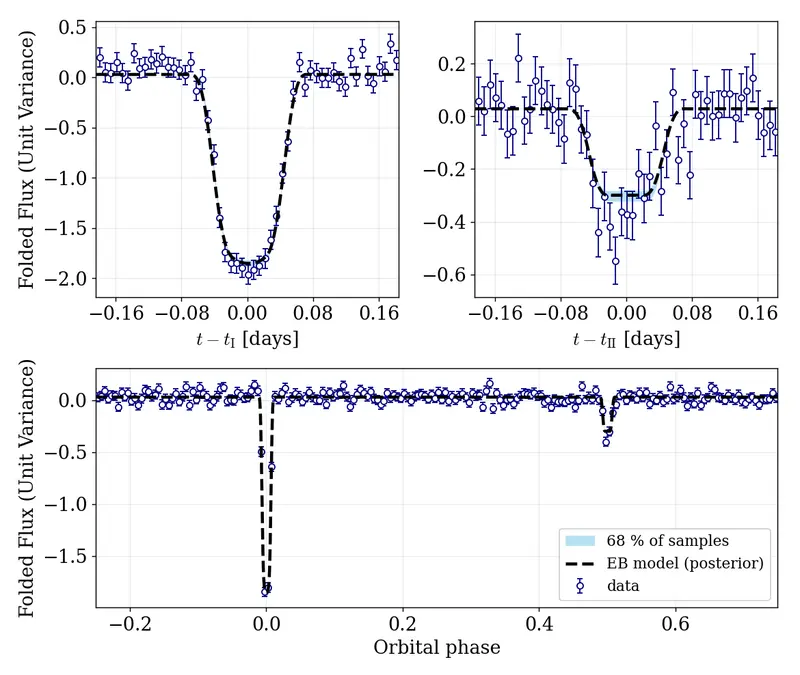 Folded Flux (Unit Variance)
0.5
0.0
−0.5
−1.0
−1.5
−2.0
−0.16 −0.08 0.00 0.08 0.16
t − tI [days]
0.2
0.0
−0.2
−0.4
−0.6
−0.16 −0.08 0.00 0.08 0.16
t − tII [days]
Folded Flux (Unit Variance)
0.0
−0.5
−1.0
−1.5
−0.2 0.0 0.2 0.4 0.6
Orbital phase
68 % of samples
EB model (posterior)
data